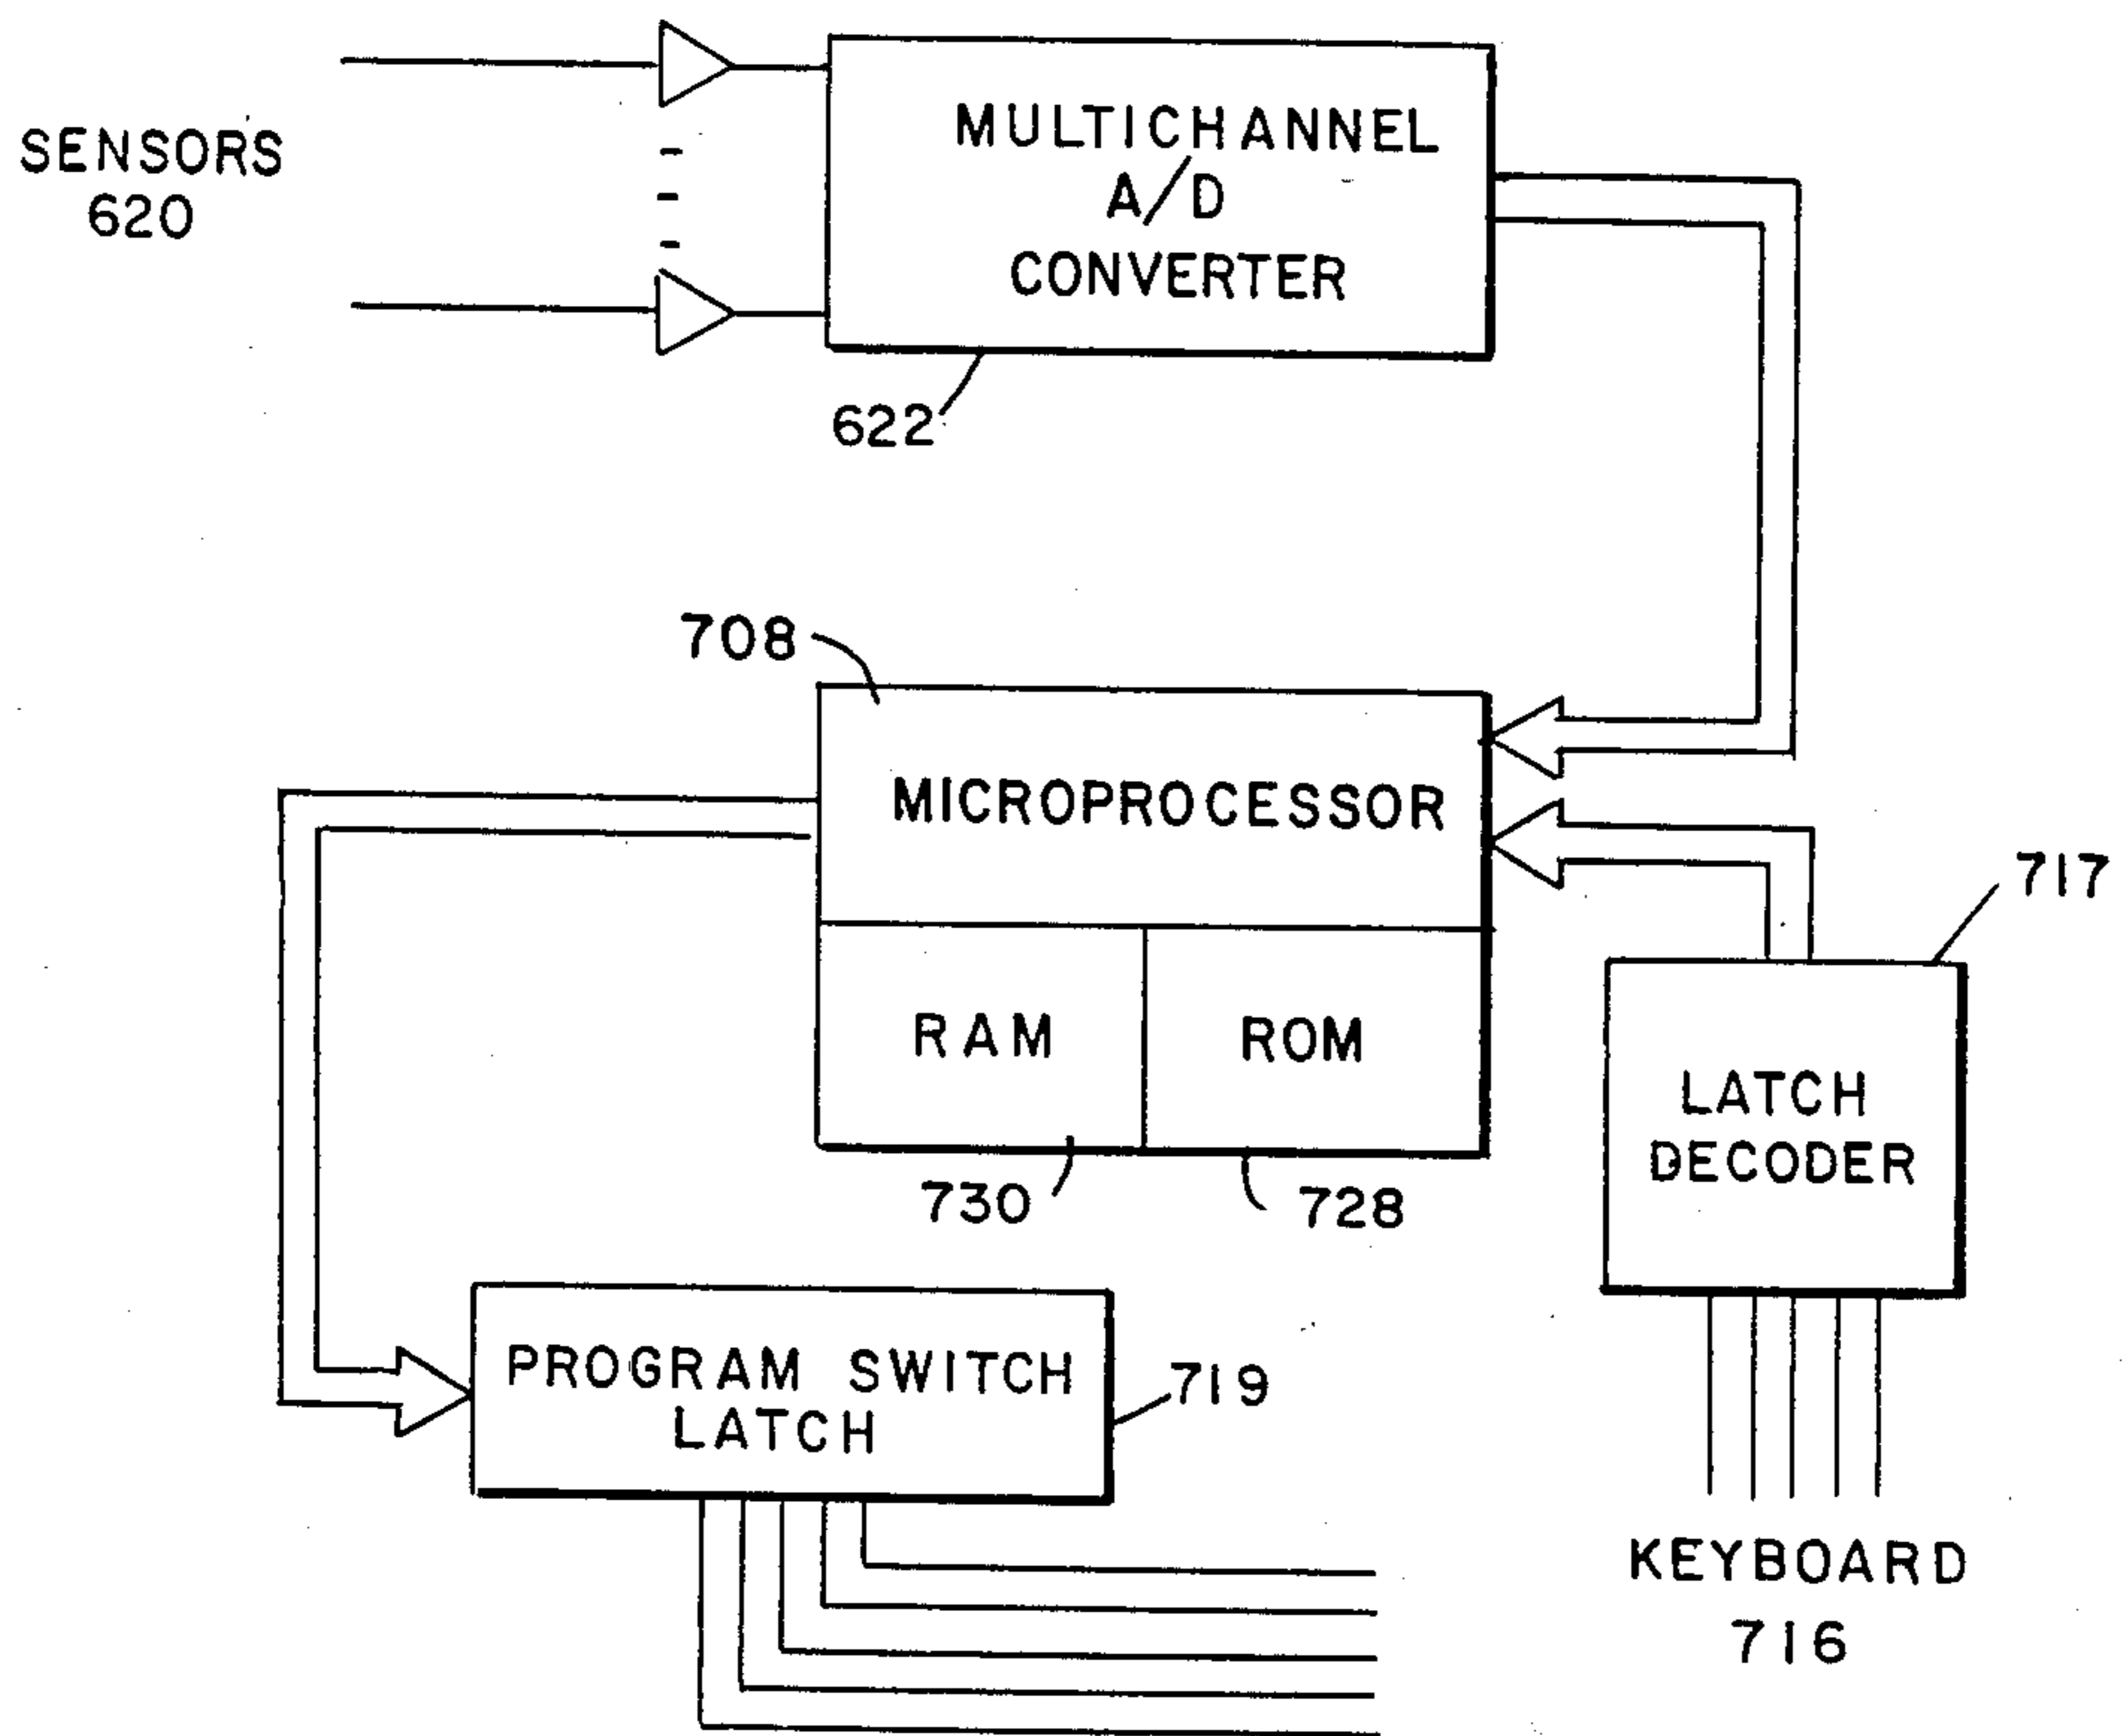 SENSORS
620
MULTICHANNEL
A/D
CONVERTER
622
708
MICROPROCESSOR
RAM
ROM
730
728
717
LATCH
DECODER
PROGRAM SWITCH
LATCH
719
KEYBOARD
716